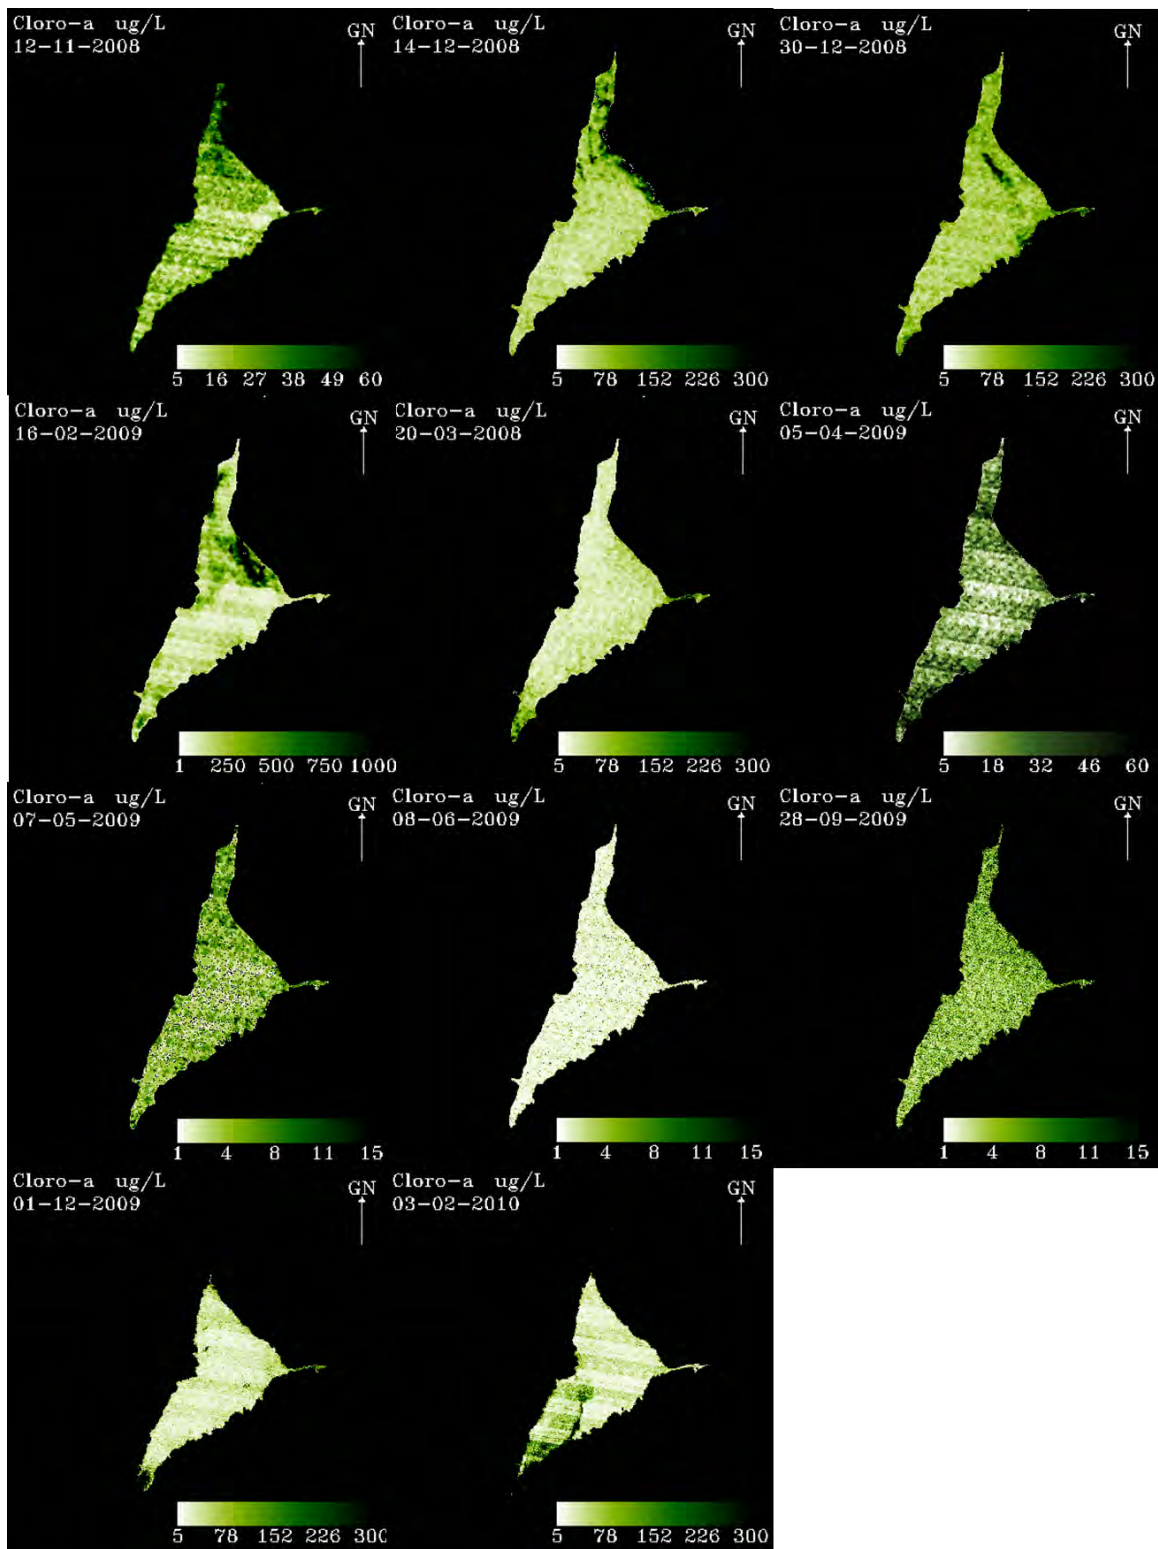 Cloro-a ug/L
12-11-2008
GN
5 16 27 38 49 60
Cloro-a ug/L
14-12-2008
GN
5 78 152 226 300
Cloro-a ug/L
30-12-2008
GN
5 78 152 226 300
Cloro-a ug/L
16-02-2009
GN
1 250 500 750 1000
Cloro-a ug/L
20-03-2008
GN
5 78 152 226 300
Cloro-a ug/L
05-04-2009
GN
5 18 32 46 60
Cloro-a ug/L
07-05-2009
GN
1 4 8 11 15
Cloro-a ug/L
08-06-2009
GN
1 4 8 11 15
Cloro-a ug/L
28-09-2009
GN
1 4 8 11 15
Cloro-a ug/L
01-12-2009
GN
5 78 152 226 300
Cloro-a ug/L
03-02-2010
GN
5 78 152 226 300